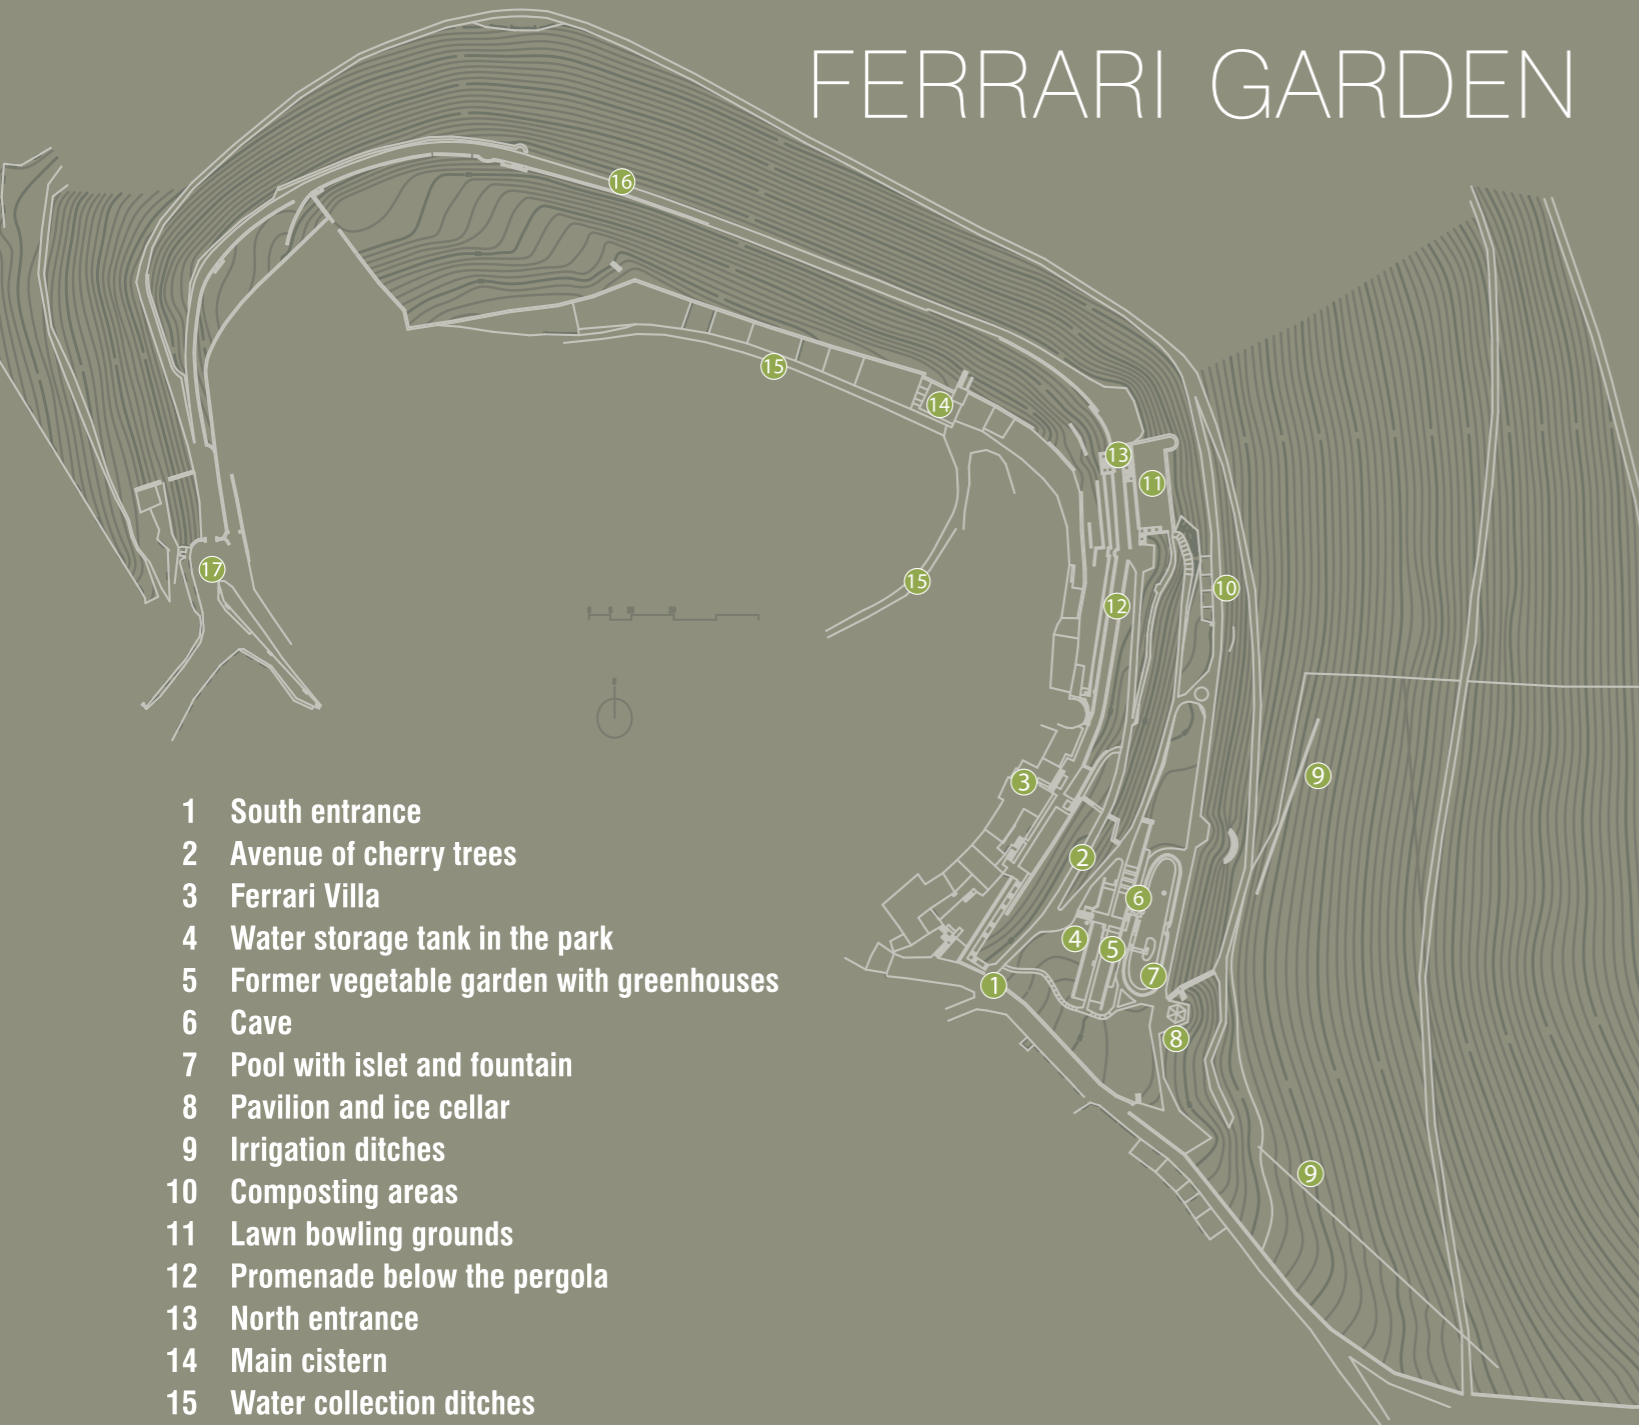 FERRARI GARDEN
16
15
14
13
11
17
15
10
12
3
9
2
6
4
5
7
1
8
9
1 South entrance
2 Avenue of cherry trees
3 Ferrari Villa
4 Water storage tank in the park
5 Former vegetable garden with greenhouses
6 Cave
7 Pool with islet and fountain
8 Pavilion and ice cellar
9 Irrigation ditches
10 Composting areas
11 Lawn bowling grounds
12 Promenade below the pergola
13 North entrance
14 Main cistern
15 Water collection ditches